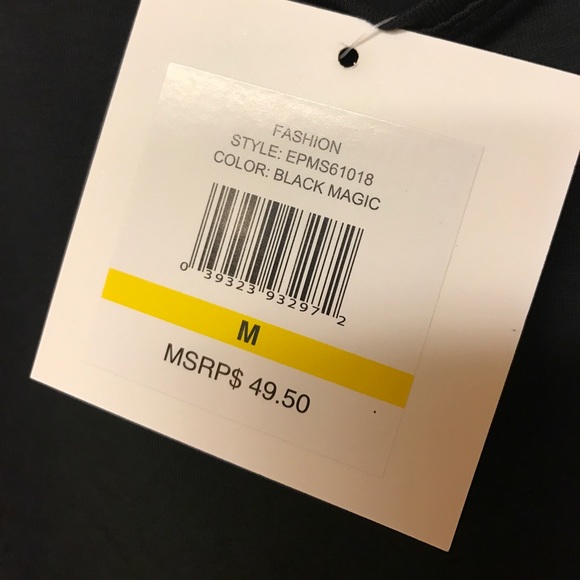 FASHION
STYLE: EPMS61018
COLOR: BLACK MAGIC
0 39323 93297 2
M
MSRP$ 49.50